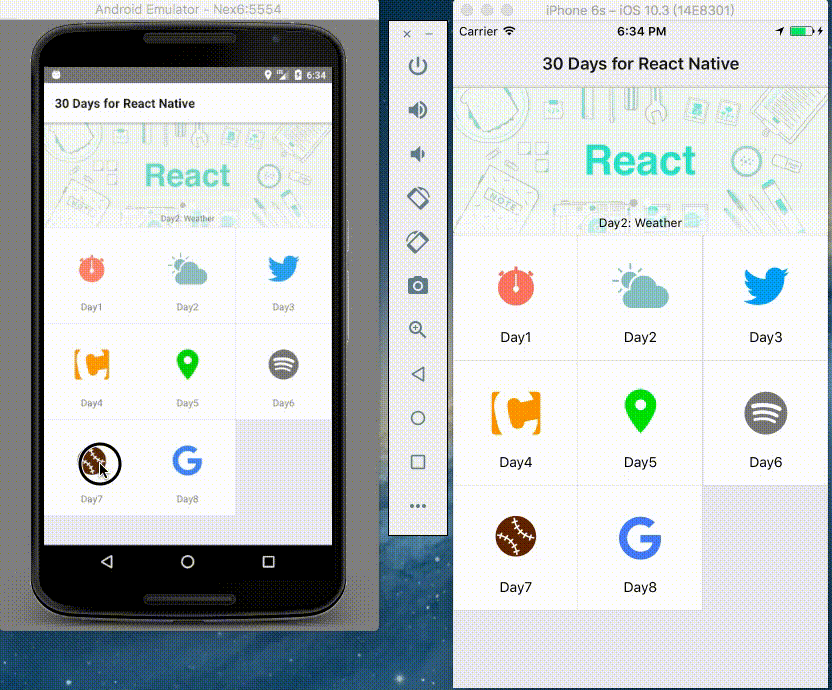 Android Emulator - Nex6:5554
6:34
30 Days for React Native
React
Day2: Weather
Day1
Day2
Day3
Day4
Day5
Day6
Day7
Day8
iPhone 6s – iOS 10.3 (14E8301)
Carrier
6:34 PM
30 Days for React Native
NOTE
React
Day2: Weather
Day1
Day2
Day3
Day4
Day5
Day6
Day7
Day8